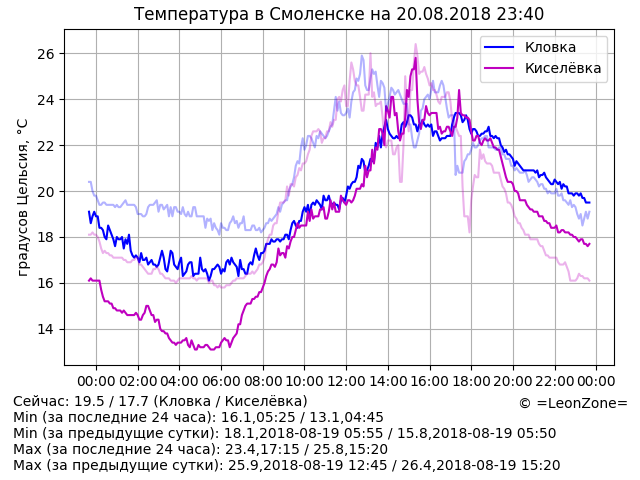 Температура в Смоленске на 20.08.2018 23:40
градусов Цельсия, °C
26
24
22
20
18
16
14
Кловка
Киселёвка
00:00 02:00 04:00 06:00 08:00 10:00 12:00 14:00 16:00 18:00 20:00 22:00 00:00
Сейчас: 19.5 / 17.7 (Кловка / Киселёвка)
© =LeonZone=
Min (за последние 24 часа): 16.1,05:25 / 13.1,04:45
Min (за предыдущие сутки): 18.1,2018-08-19 05:55 / 15.8,2018-08-19 05:50
Max (за последние 24 часа): 23.4,17:15 / 25.8,15:20
Max (за предыдущие сутки): 25.9,2018-08-19 12:45 / 26.4,2018-08-19 15:20